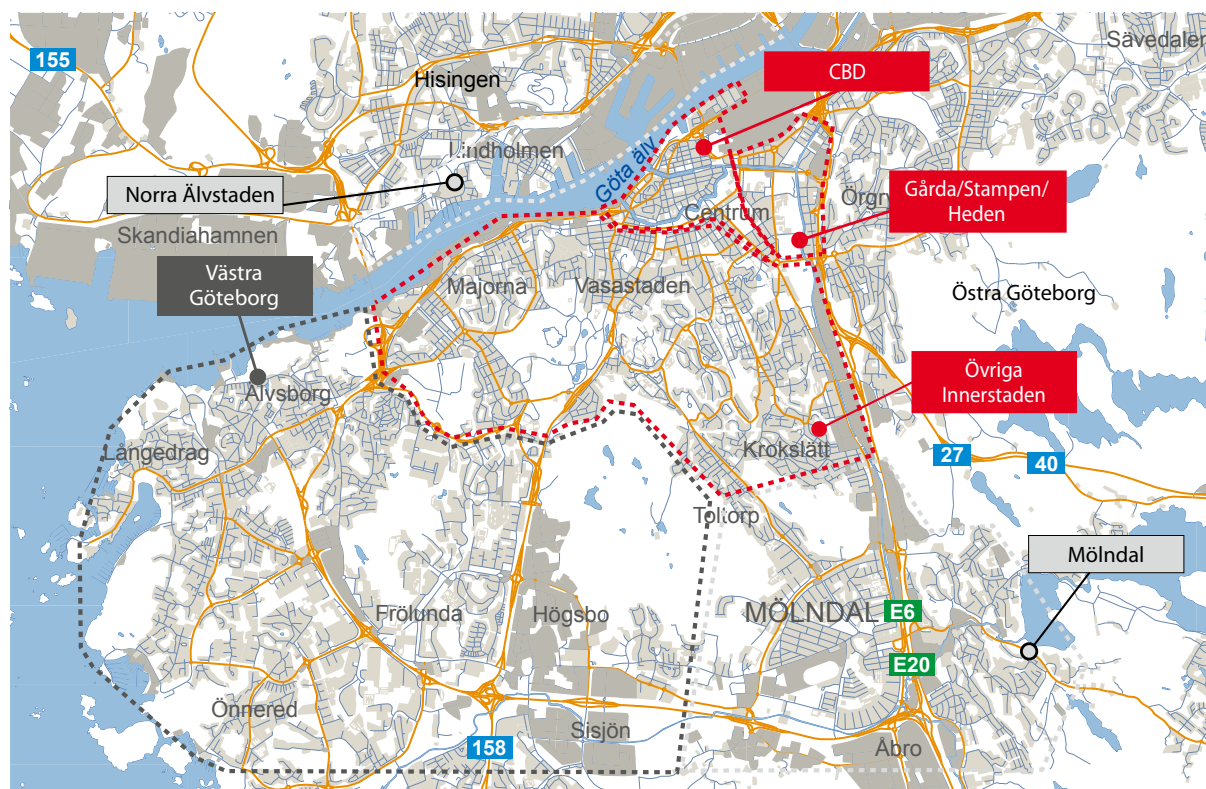 Sävedalen
155
CBD
Hisingen
Lindholmen
Göta älv
Norra Älvstaden
Gårda/Stampen/
Heden
Centrum
Örgry
Skandiahamnen
Västra
Göteborg
Majorna
Vasastaden
Östra Göteborg
Övriga
Innerstaden
Älvsborg
Långedrag
Krokslätt
27
40
Toltorp
Mölndal
Frölunda
Högsbo
MÖLNDAL
E6
E20
Önnered
Sisjön
158
Åbro